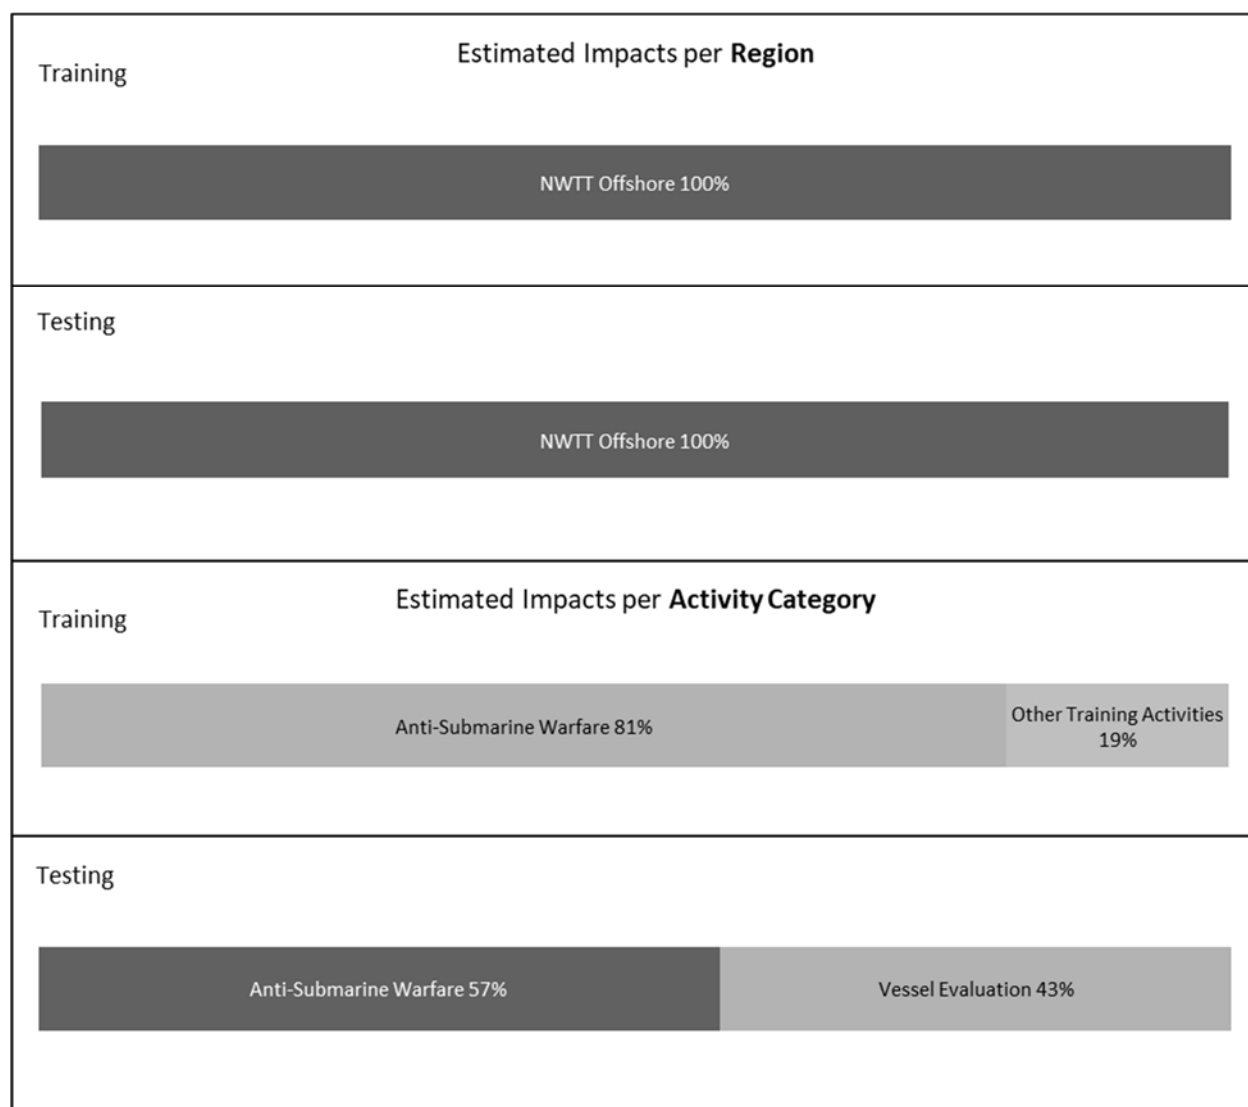 Estimated Impacts per Region
Training
NWTT Offshore 100%
Testing
NWTT Offshore 100%
Estimated Impacts per Activity Category
Training
Anti-Submarine Warfare 81%
Other Training Activities
19%
Testing
Anti-Submarine Warfare 57%
Vessel Evaluation 43%